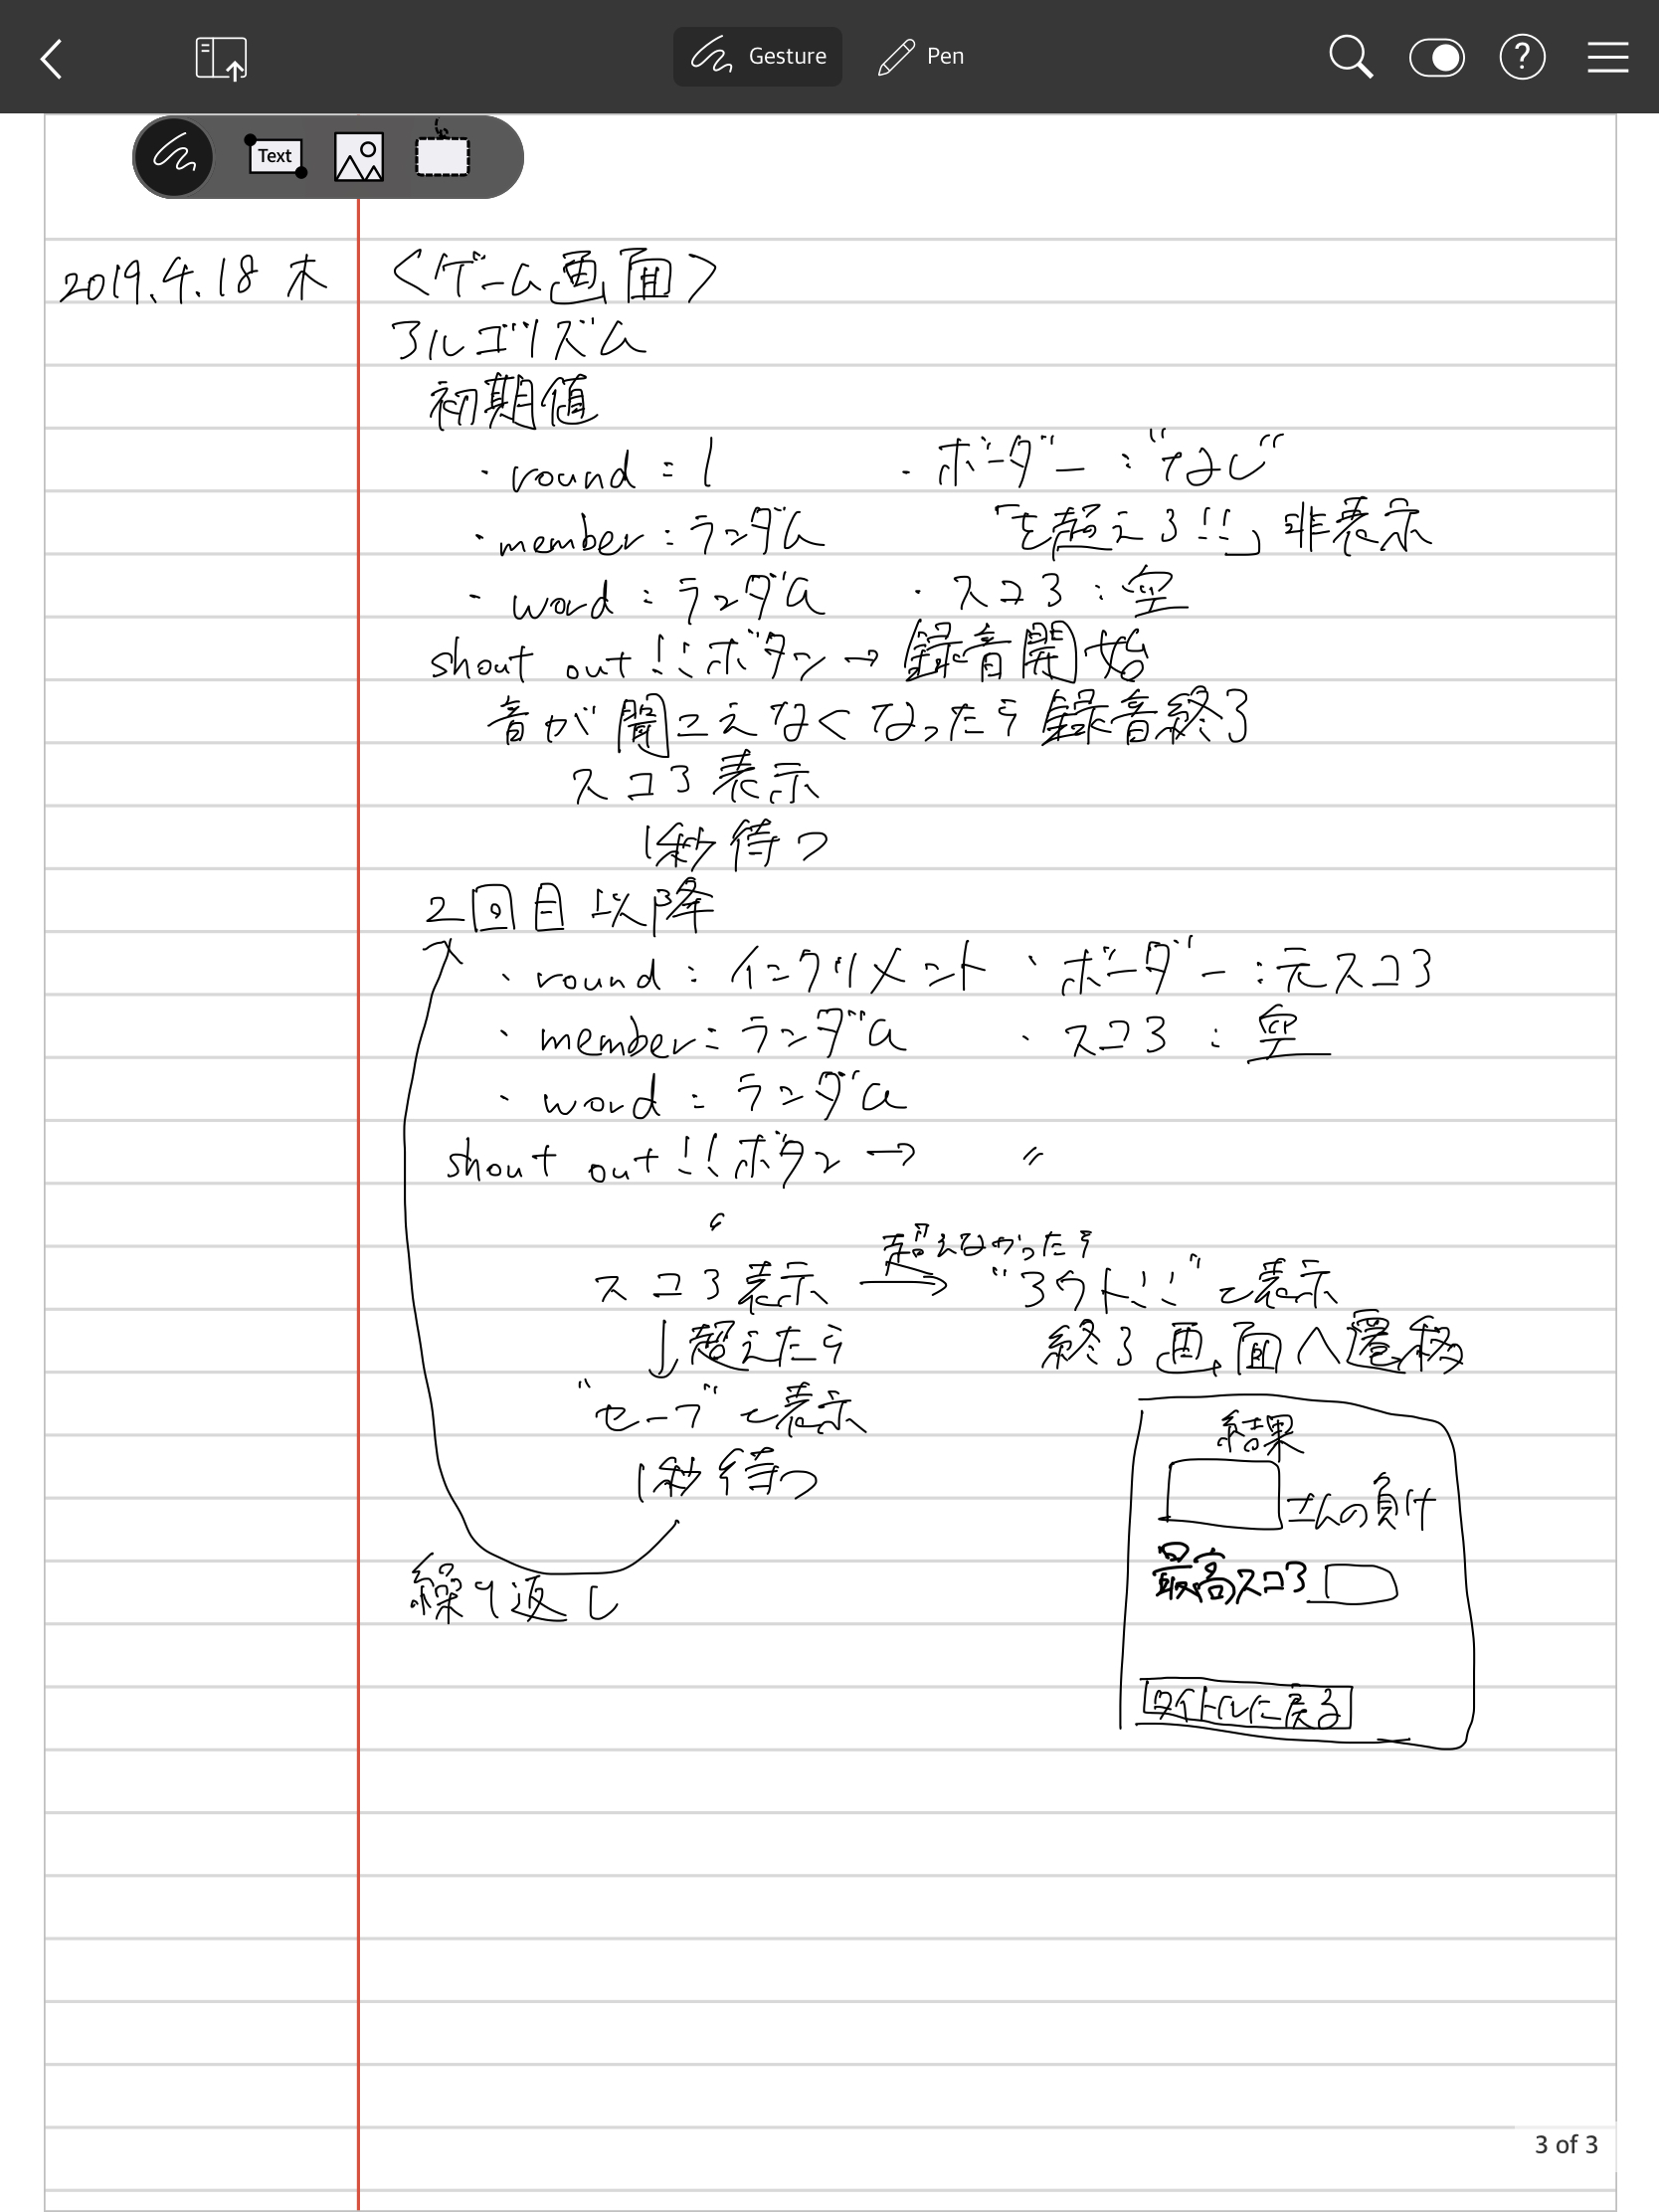 Gesture Pen
Text
2019.4.18 木 <ゲーム画面>
アルゴリズム
初期値
・round : 1 ・ボーダー : “なし”
・member : ランダム 「を超えろ!!」非表示
・word : ランダム ・スコア : 空
shout out!!ボタン → 録音開始
音が聞こえなくなったら録音終了
スコア表示
1秒待つ
2回目以降
・round : インクリメント ・ボーダー : 元スコア
・member : ランダム ・スコア : 空
・word : ランダム
shout out!!ボタン → 〃
超えなかったら
スコア表示 → “アウト!!”と表示
↓超えたら 終了画面へ遷移
“セーフ”と表示
1秒待つ
繰り返し
結果
さんの負け
最高スコア
タイトルに戻る
3 of 3